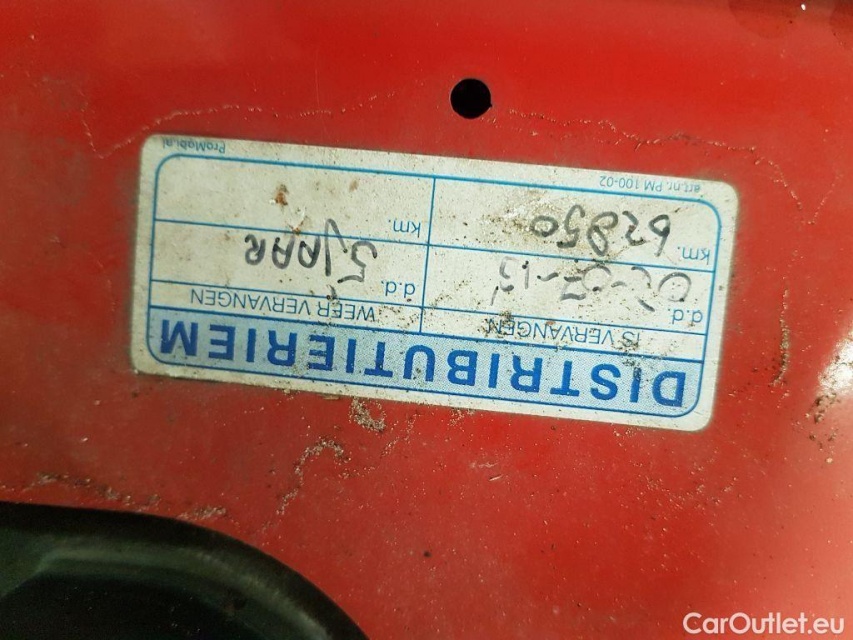 DISTRIBUTIERIEM
IS VERVANGEN WEER VERVANGEN
d.d. d.d. 5 JAAR
km. 62850 km.
art.nr. PM 100-02 ProMobi.nl
CarOutlet.eu